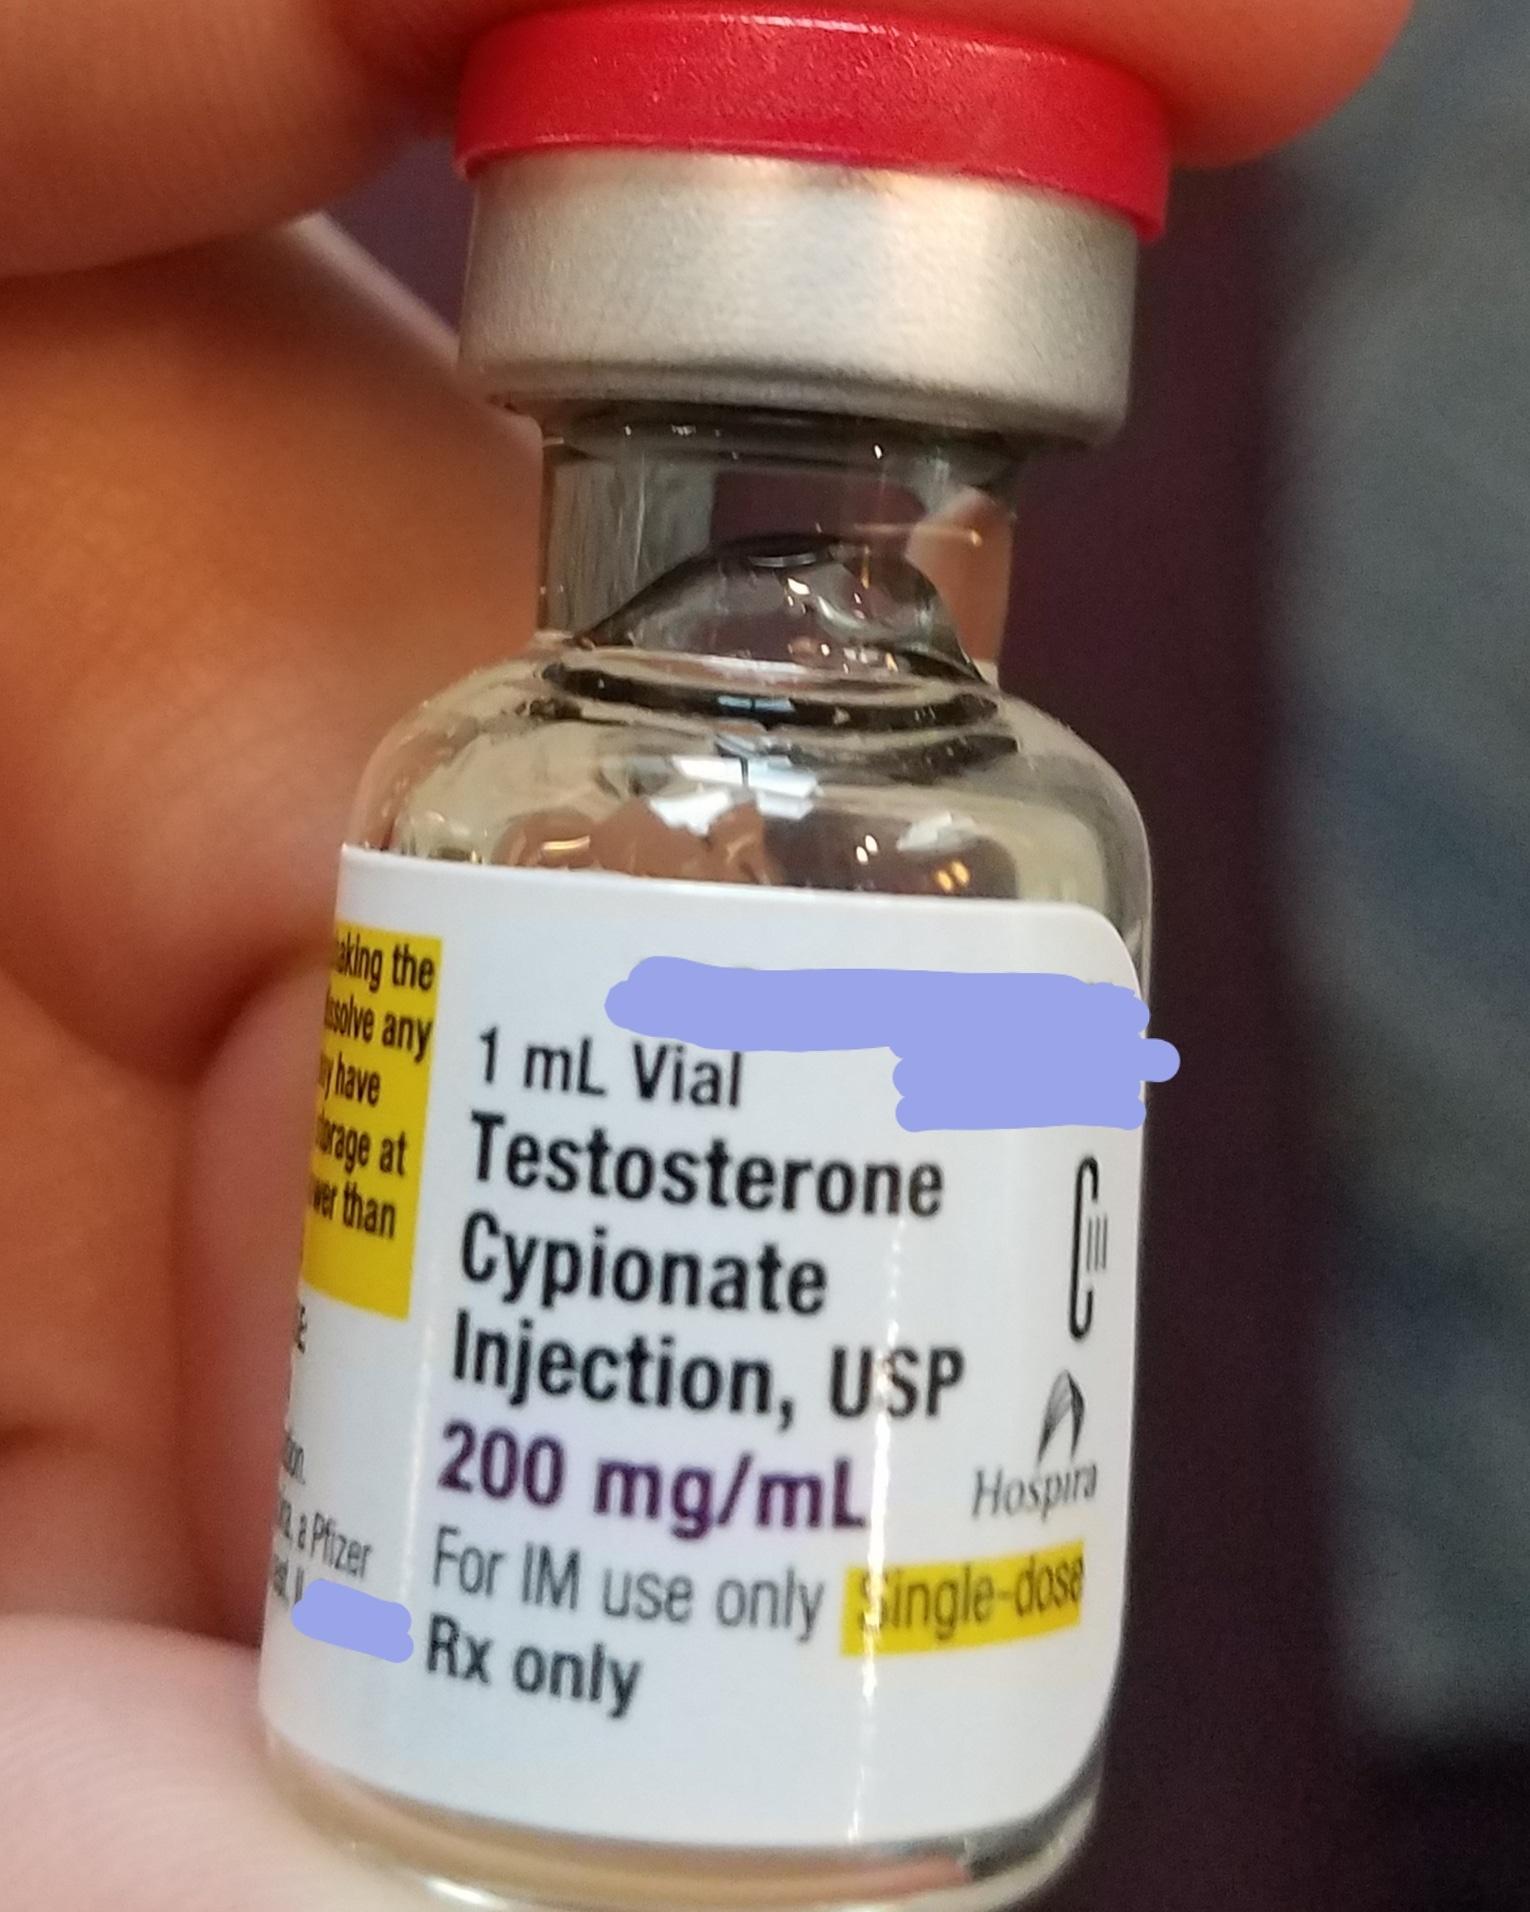 aking the
dissolve any
have
orage at
wer than
1 mL Vial
Testosterone
Cypionate
Injection, USP
200 mg/mL
For IM use only Single-dose
Rx only
CIII
Hospira
a Pfizer